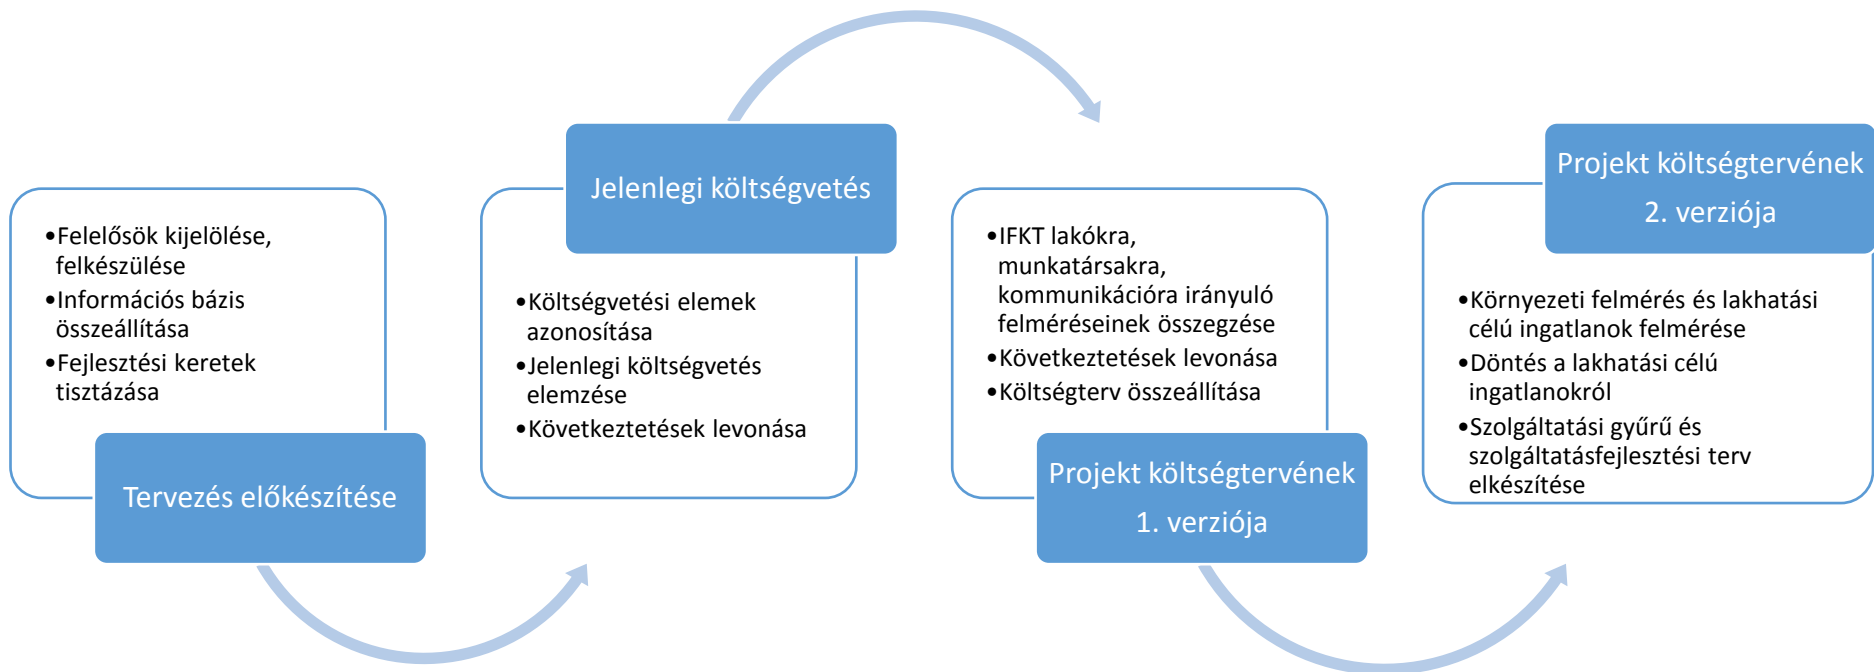 •Felelősök kijelölése,
felkészülése
•Információs bázis
összeállítása
•Fejlesztési keretek
tisztázása
Tervezés előkészítése
Jelenlegi költségvetés
•Költségvetési elemek
azonosítása
•Jelenlegi költségvetés
elemzése
•Következtetések levonása
•IFKT lakókra,
munkatársakra,
kommunikációra irányuló
felméréseinek összegzése
•Következtetések levonása
•Költségterv összeállítása
Projekt költségtervének
1. verziója
Projekt költségtervének
2. verziója
•Környezeti felmérés és lakhatási
célú ingatlanok felmérése
•Döntés a lakhatási célú
ingatlanokról
•Szolgáltatási gyűrű és
szolgáltatásfejlesztési terv
elkészítése